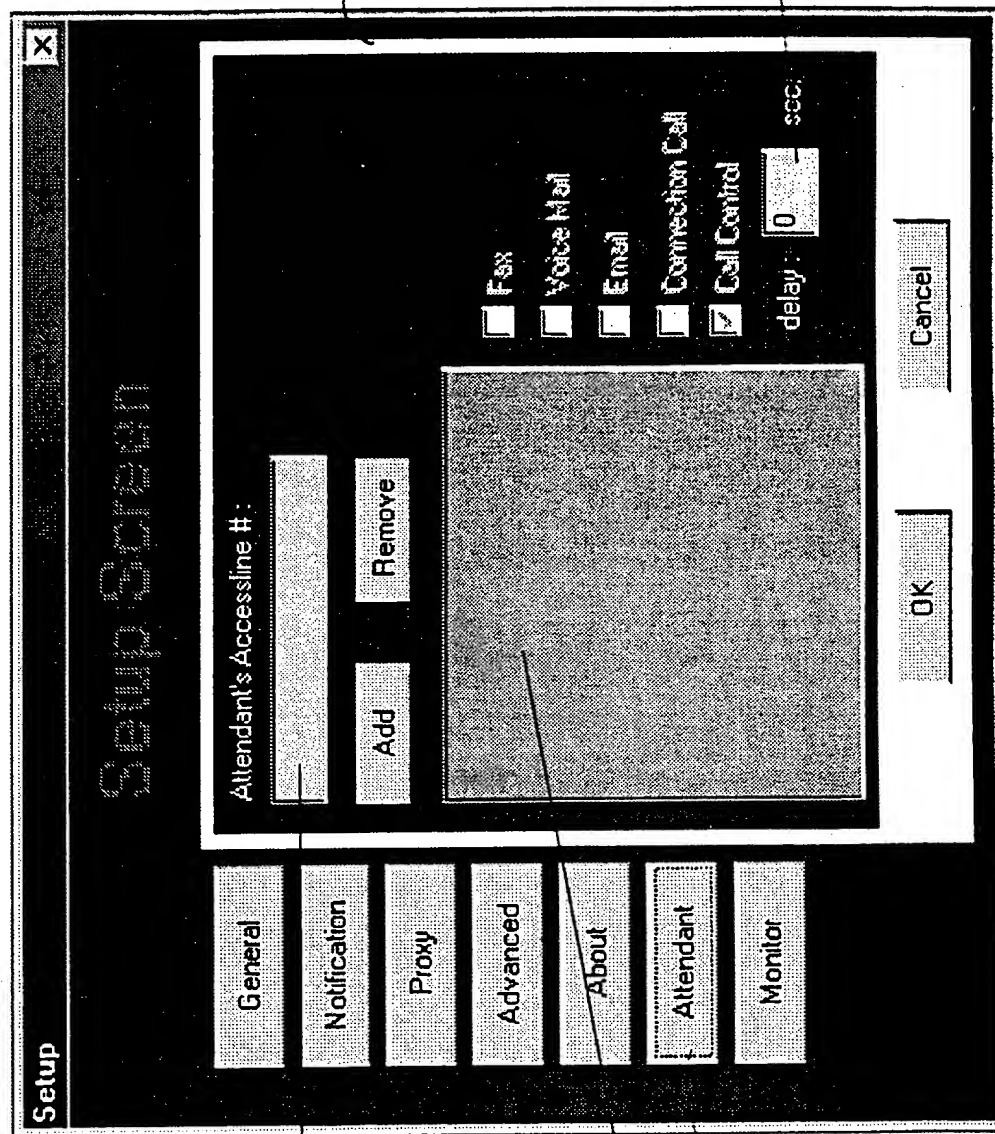 Setup
Setup Screen
General
Notification
Proxy
Advanced
About
Attendant
Monitor
Attendant's Accessline # :
Add
Remove
Fax
Voice Mail
Email
Connection Call
Call Control
delay :
0
sec.
OK
Cancel